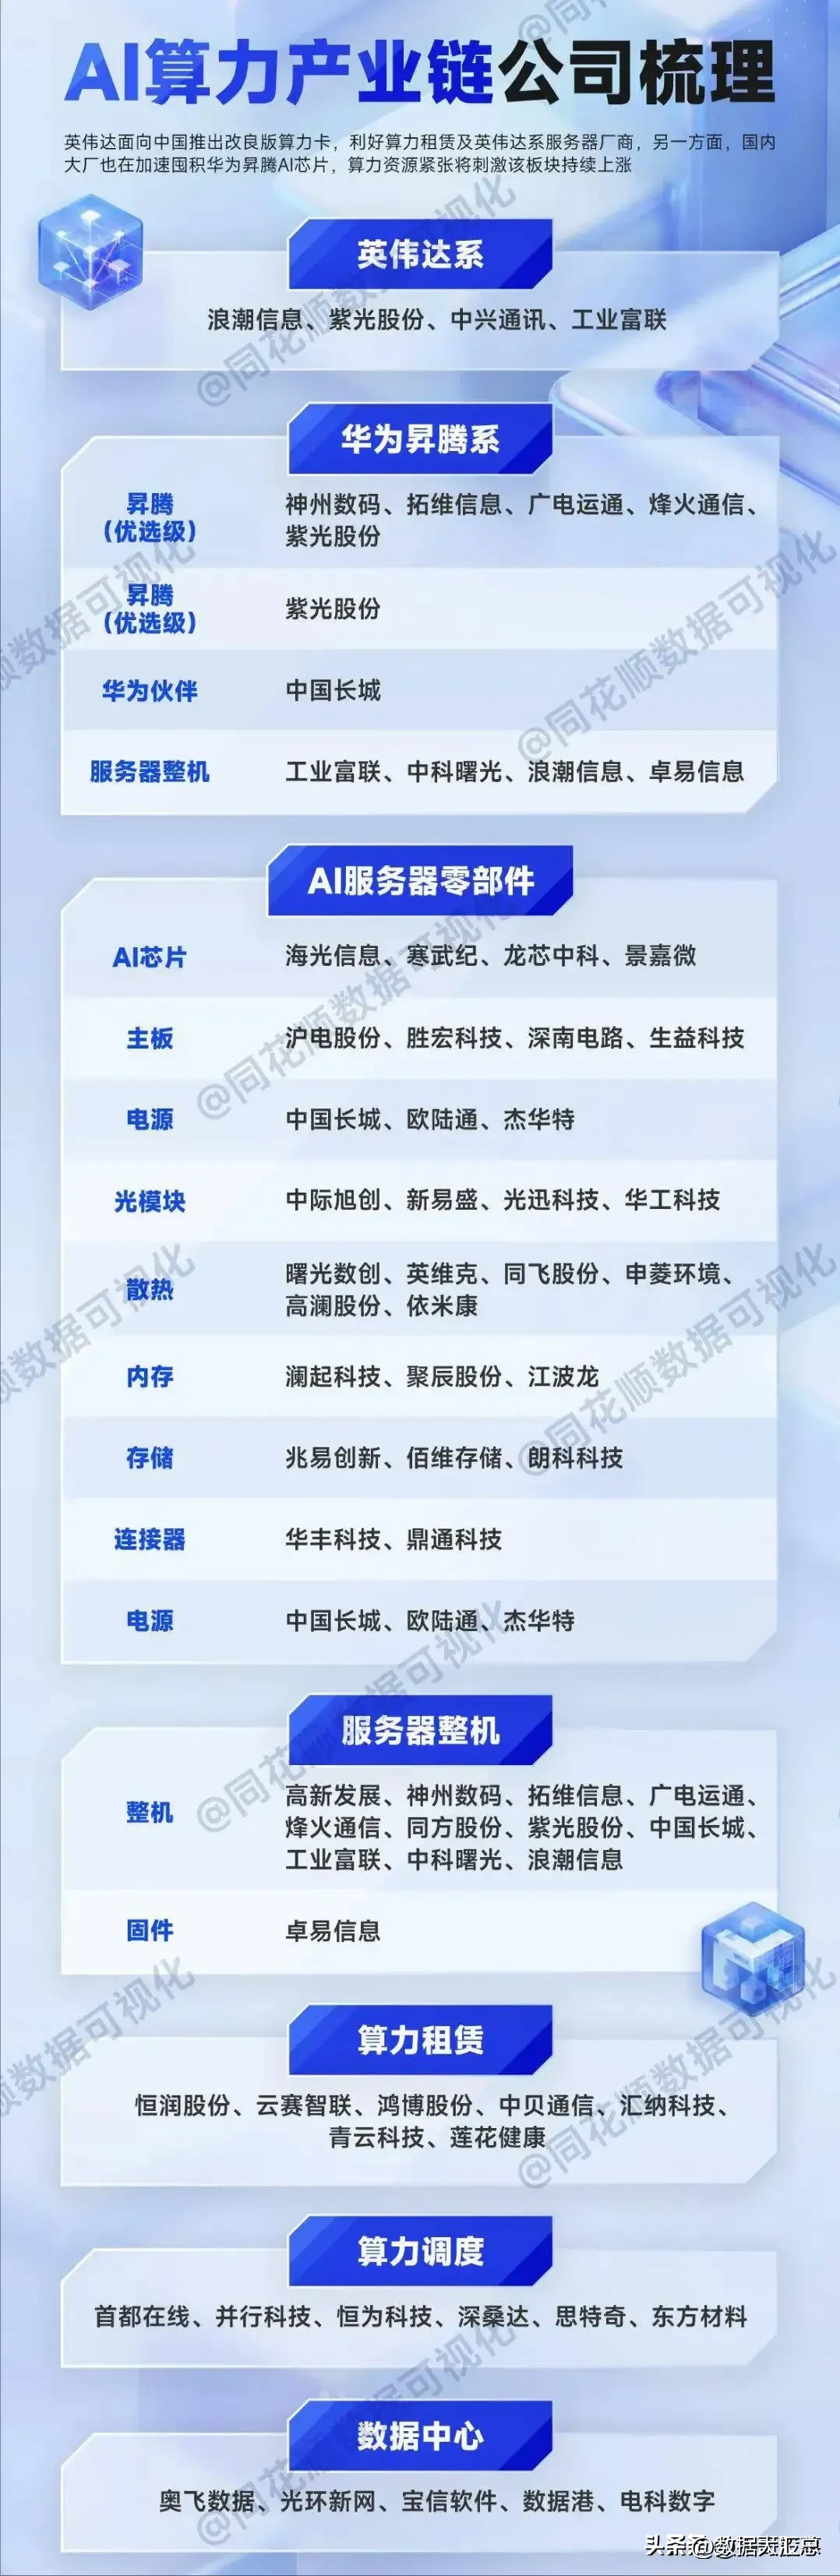 AI算力产业链公司梳理
英伟达面向中国推出改良版算力卡，利好算力租赁及英伟达系服务器厂商，另一方面，国内
大厂也在加速囤积华为昇腾AI芯片，算力资源紧张将刺激该板块持续上涨
英伟达系
浪潮信息、紫光股份、中兴通讯、工业富联
华为昇腾系
昇腾
（优选级）
神州数码、拓维信息、广电运通、烽火通信、
紫光股份
昇腾
（优选级）
紫光股份
华为伙伴
中国长城
服务器整机
工业富联、中科曙光、浪潮信息、卓易信息
AI服务器零部件
AI芯片
海光信息、寒武纪、龙芯中科、景嘉微
主板
沪电股份、胜宏科技、深南电路、生益科技
电源
中国长城、欧陆通、杰华特
光模块
中际旭创、新易盛、光迅科技、华工科技
散热
曙光数创、英维克、同飞股份、申菱环境、
高澜股份、依米康
内存
澜起科技、聚辰股份、江波龙
存储
兆易创新、佰维存储、朗科科技
连接器
华丰科技、鼎通科技
电源
中国长城、欧陆通、杰华特
服务器整机
整机
高新发展、神州数码、拓维信息、广电运通、
烽火通信、同方股份、紫光股份、中国长城、
工业富联、中科曙光、浪潮信息
固件
卓易信息
算力租赁
恒润股份、云赛智联、鸿博股份、中贝通信、汇纳科技、
青云科技、莲花健康
算力调度
首都在线、并行科技、恒为科技、深桑达、思特奇、东方材料
数据中心
奥飞数据、光环新网、宝信软件、数据港、电科数字
@同花顺数据可视化
头条 @数据大汇总